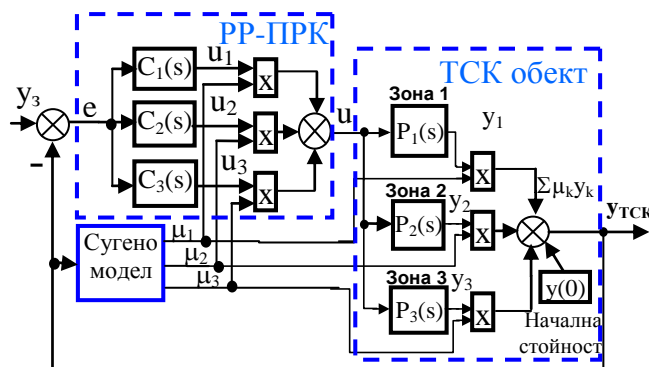 РР-ПРК
ТСК обект
yз
e
-
C1(s)
C2(s)
C3(s)
u1
u2
u3
x
x
x
u
Зона 1
P1(s)
y1
x
Σμkyk
yТСК
Зона 2
P2(s)
y2
x
Зона 3
P3(s)
y3
x
y(0)
Начална
стойност
Сугено
модел
μ1
μ2
μ3